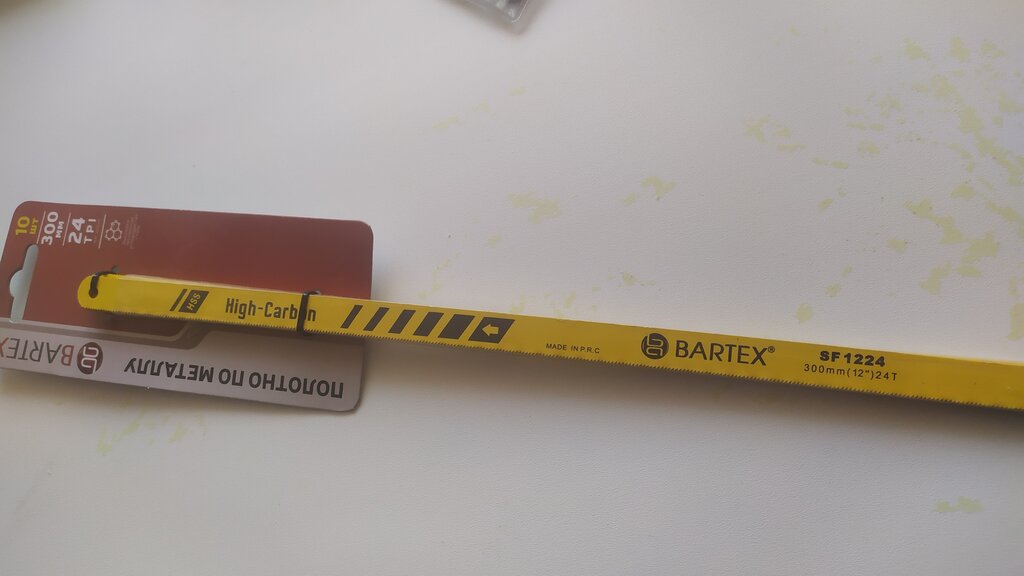 10
ШТ
300
ММ
24
TPI
HSS
High-Carbon
MADE IN P.R.C
BARTEX®
SF1224
300mm(12")24T
ПОЛОТНО ПО МЕТАЛЛУ
BARTEX